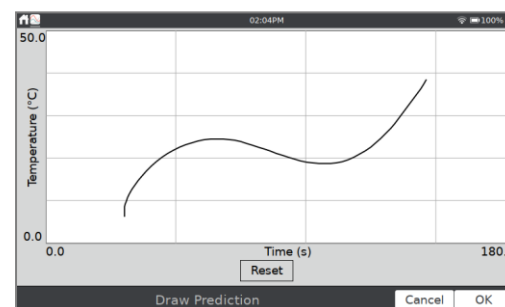 02:04PM 100%
50.0
Temperature (°C)
0.0
0.0 Time (s) 180.
Reset
Draw Prediction Cancel OK